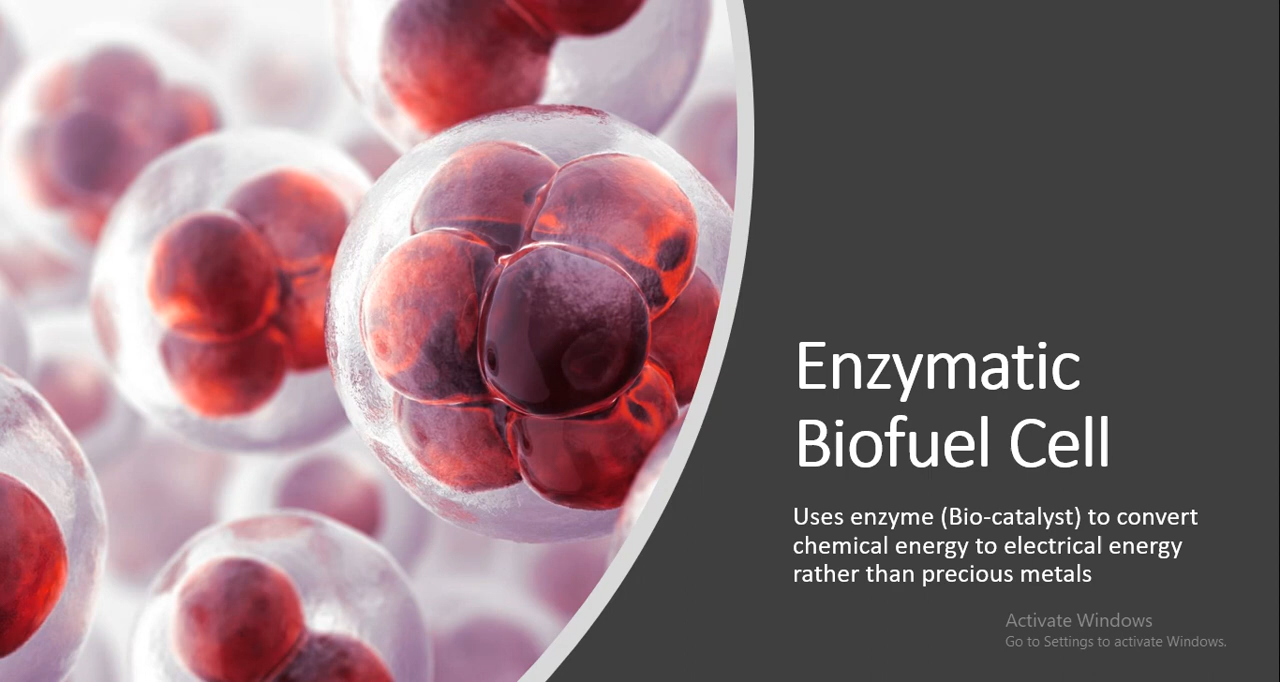 Enzymatic
Biofuel Cell
Uses enzyme (Bio-catalyst) to convert
chemical energy to electrical energy
rather than precious metals
Activate Windows
Go to Settings to activate Windows.